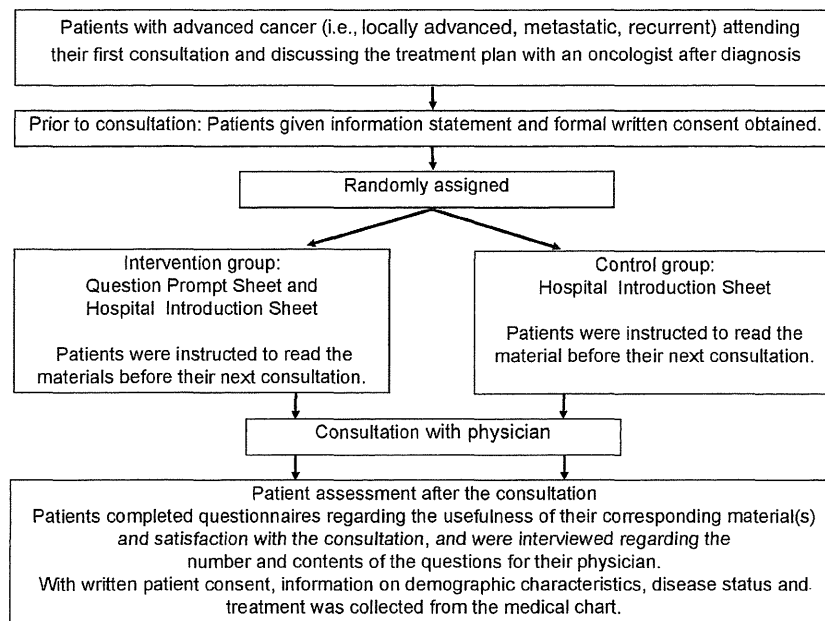 Patients with advanced cancer (i.e., locally advanced, metastatic, recurrent) attending
their first consultation and discussing the treatment plan with an oncologist after diagnosis
Prior to consultation: Patients given information statement and formal written consent obtained.
Randomly assigned
Intervention group:
Question Prompt Sheet and
Hospital Introduction Sheet
Patients were instructed to read the
materials before their next consultation.
Control group:
Hospital Introduction Sheet
Patients were instructed to read the
material before their next consultation.
Consultation with physician
Patient assessment after the consultation
Patients completed questionnaires regarding the usefulness of their corresponding material(s)
and satisfaction with the consultation, and were interviewed regarding the
number and contents of the questions for their physician.
With written patient consent, information on demographic characteristics, disease status and
treatment was collected from the medical chart.